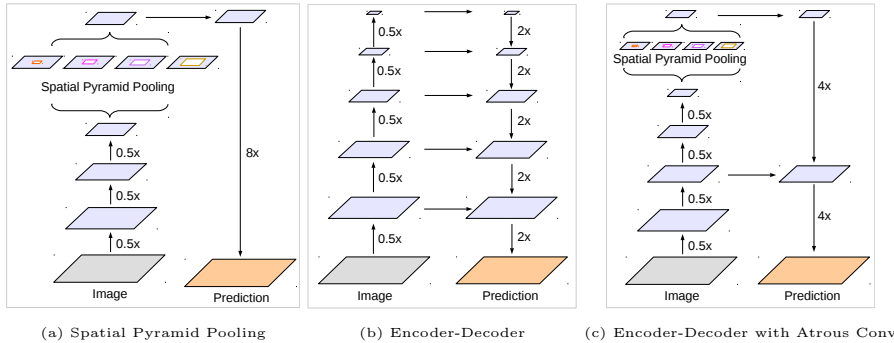 Spatial Pyramid Pooling
0.5x
0.5x
0.5x
8x
Image
Prediction
(a) Spatial Pyramid Pooling
0.5x
0.5x
0.5x
0.5x
0.5x
2x
2x
2x
2x
2x
Image
Prediction
(b) Encoder-Decoder
Spatial Pyramid Pooling
0.5x
0.5x
0.5x
0.5x
4x
4x
Image
Prediction
(c) Encoder-Decoder with Atrous Conv